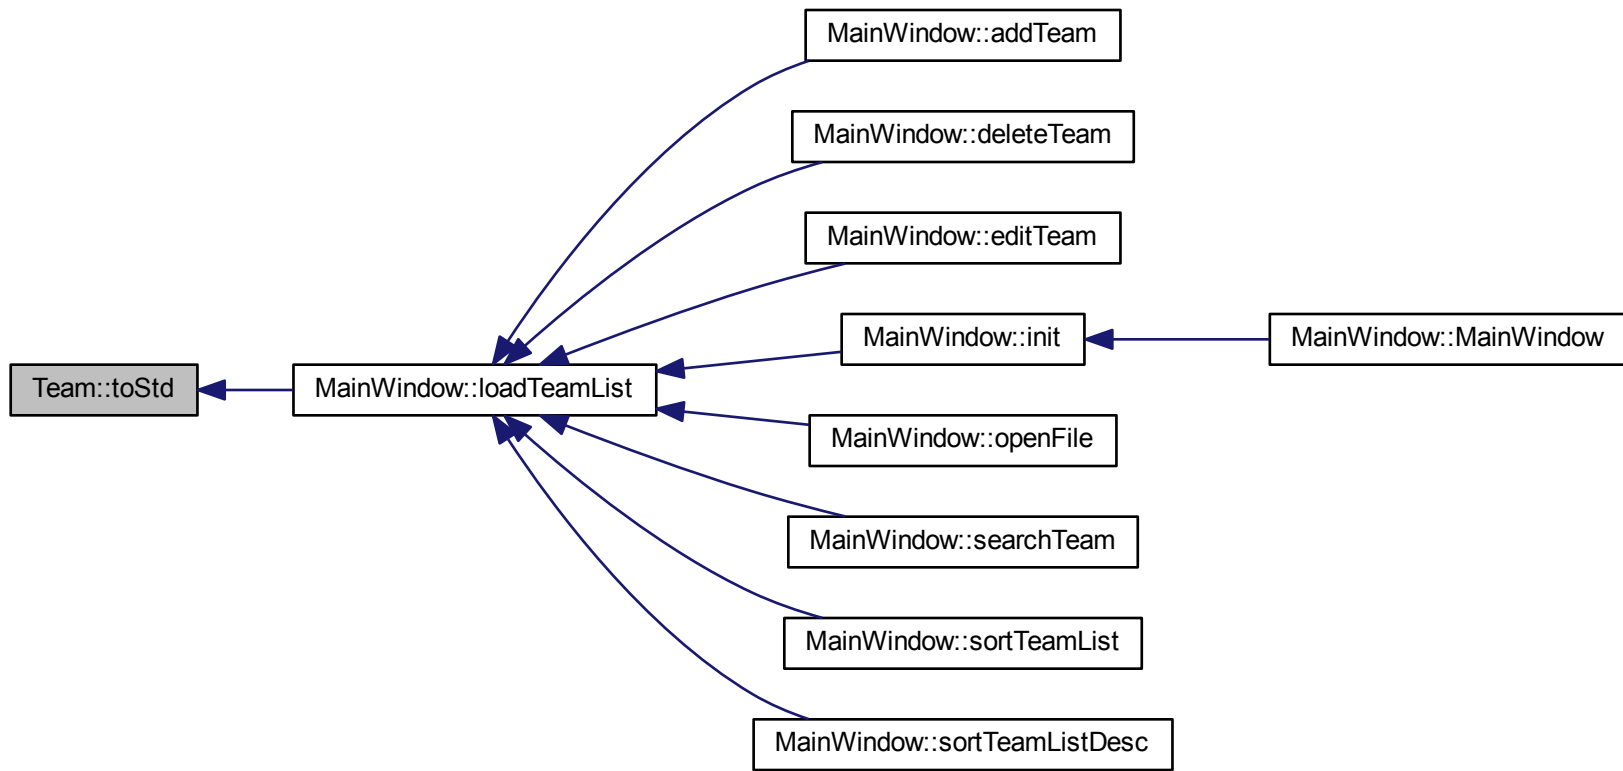 MainWindow::addTeam
MainWindow::deleteTeam
MainWindow::editTeam
MainWindow::init
MainWindow::MainWindow
Team::toStd
MainWindow::loadTeamList
MainWindow::openFile
MainWindow::searchTeam
MainWindow::sortTeamList
MainWindow::sortTeamListDesc